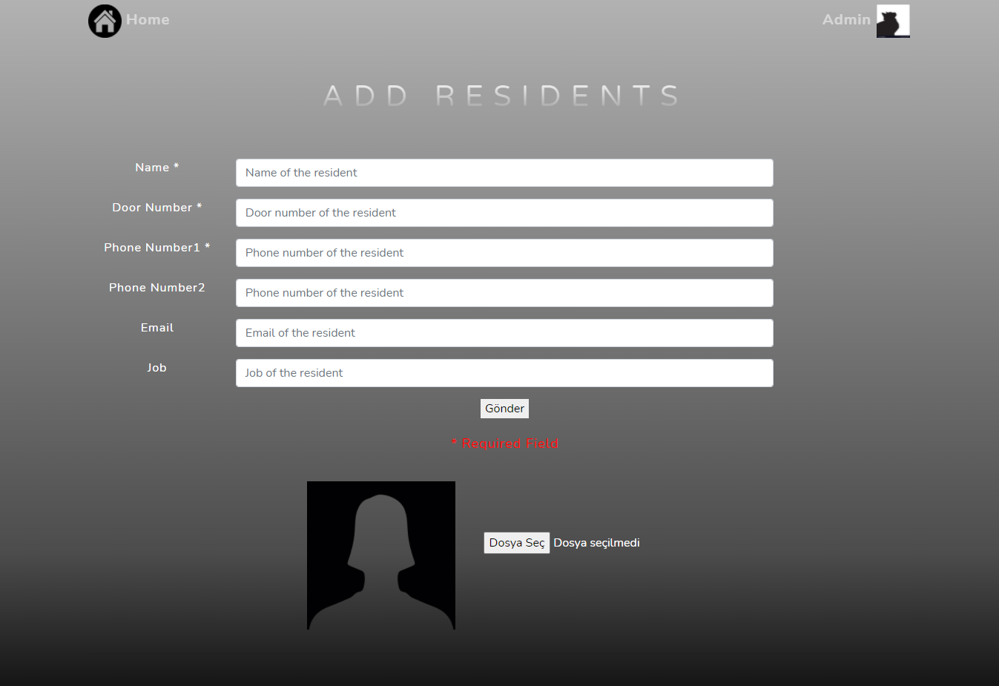 Home
Admin
ADD RESIDENTS
Name *
Name of the resident
Door Number *
Door number of the resident
Phone Number1 *
Phone number of the resident
Phone Number2
Phone number of the resident
Email
Email of the resident
Job
Job of the resident
Gönder
* Required Field
Dosya Seç Dosya seçilmedi